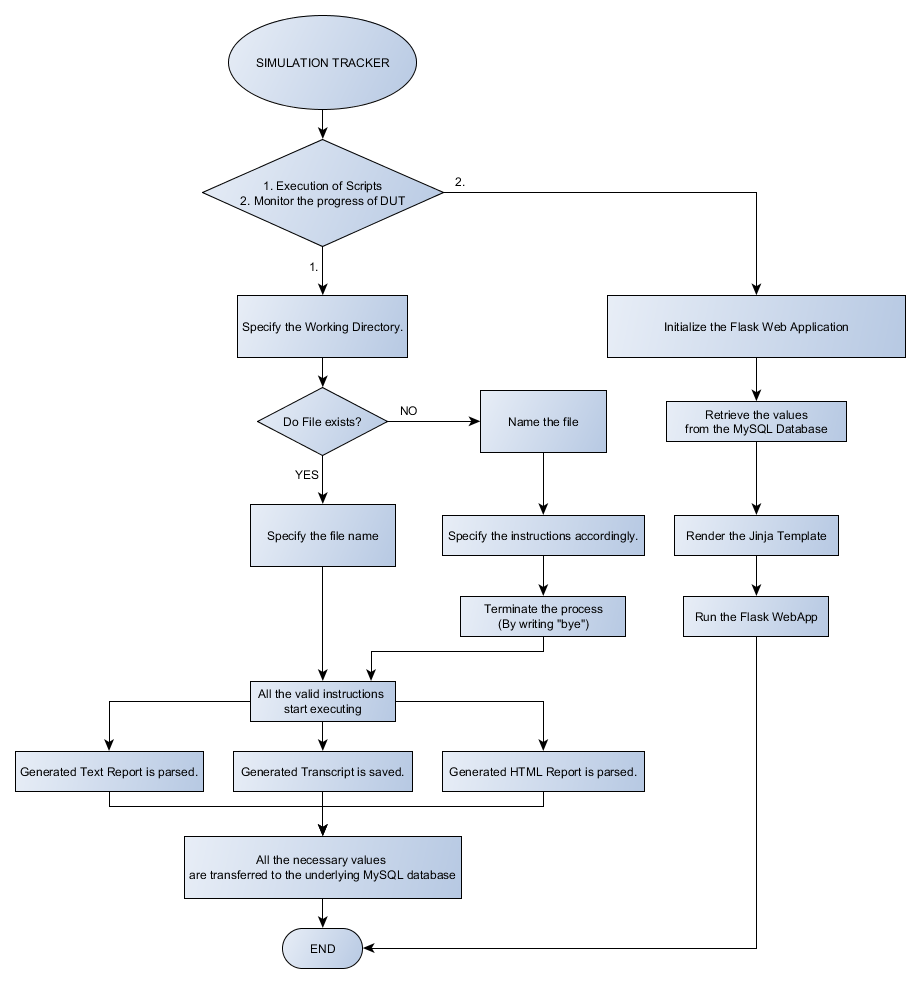 SIMULATION TRACKER
1. Execution of Scripts
2. Monitor the progress of DUT
2.
1.
Specify the Working Directory.
Initialize the Flask Web Application
Do File exists?
NO
Name the file
Retrieve the values
from the MySQL Database
YES
Specify the file name
Specify the instructions accordingly.
Render the Jinja Template
Terminate the process
(By writing "bye")
Run the Flask WebApp
All the valid instructions
start executing
Generated Text Report is parsed.
Generated Transcript is saved.
Generated HTML Report is parsed.
All the necessary values
are transferred to the underlying MySQL database
END